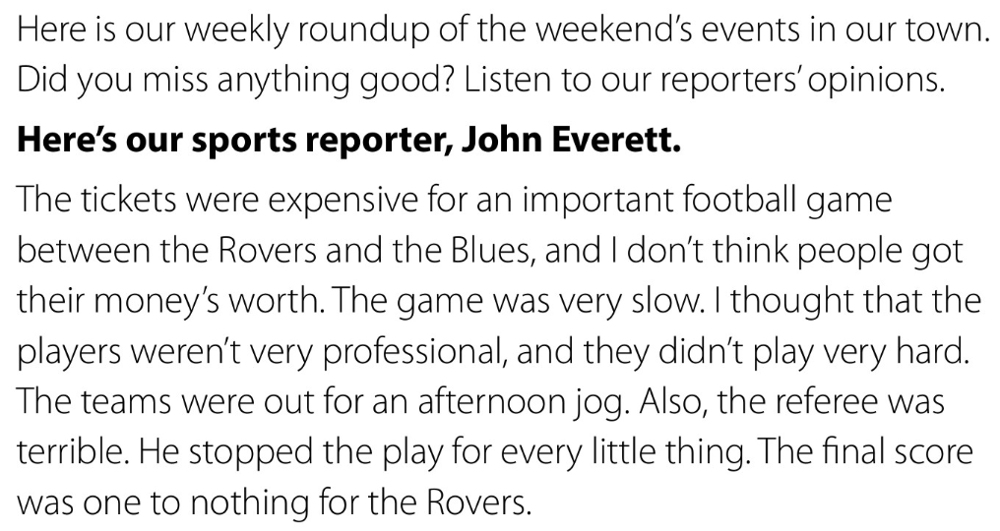 Here is our weekly roundup of the weekend’s events in our town.
Did you miss anything good? Listen to our reporters’ opinions.
Here’s our sports reporter, John Everett.
The tickets were expensive for an important football game
between the Rovers and the Blues, and I don’t think people got
their money’s worth. The game was very slow. I thought that the
players weren’t very professional, and they didn’t play very hard.
The teams were out for an afternoon jog. Also, the referee was
terrible. He stopped the play for every little thing. The final score
was one to nothing for the Rovers.